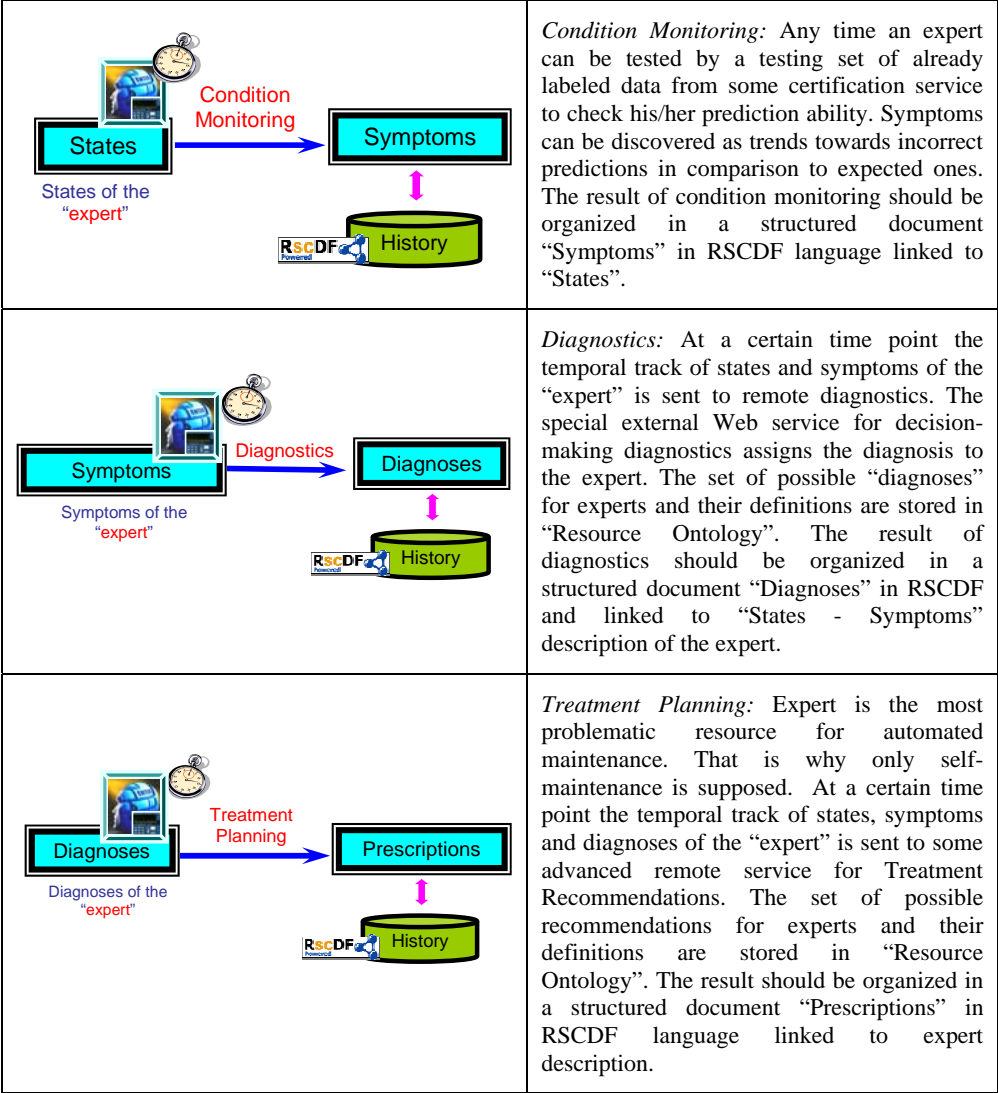 Condition
Monitoring
States
Symptoms
States of the
“expert”
History
RscDF
Powered
Condition Monitoring: Any time an expert
can be tested by a testing set of already
labeled data from some certification service
to check his/her prediction ability. Symptoms
can be discovered as trends towards incorrect
predictions in comparison to expected ones.
The result of condition monitoring should be
organized in a structured document
“Symptoms” in RSCDF language linked to
“States”.
Diagnostics
Symptoms
Diagnoses
Symptoms of the
“expert”
History
RscDF
Powered
Diagnostics: At a certain time point the
temporal track of states and symptoms of the
“expert” is sent to remote diagnostics. The
special external Web service for decision-
making diagnostics assigns the diagnosis to
the expert. The set of possible “diagnoses”
for experts and their definitions are stored in
“Resource Ontology”. The result of
diagnostics should be organized in a
structured document “Diagnoses” in RSCDF
and linked to “States - Symptoms”
description of the expert.
Treatment
Planning
Diagnoses
Prescriptions
Diagnoses of the
“expert”
History
RscDF
Powered
Treatment Planning: Expert is the most
problematic resource for automated
maintenance. That is why only self-
maintenance is supposed. At a certain time
point the temporal track of states, symptoms
and diagnoses of the “expert” is sent to some
advanced remote service for Treatment
Recommendations. The set of possible
recommendations for experts and their
definitions are stored in “Resource
Ontology”. The result should be organized in
a structured document “Prescriptions” in
RSCDF language linked to expert
description.